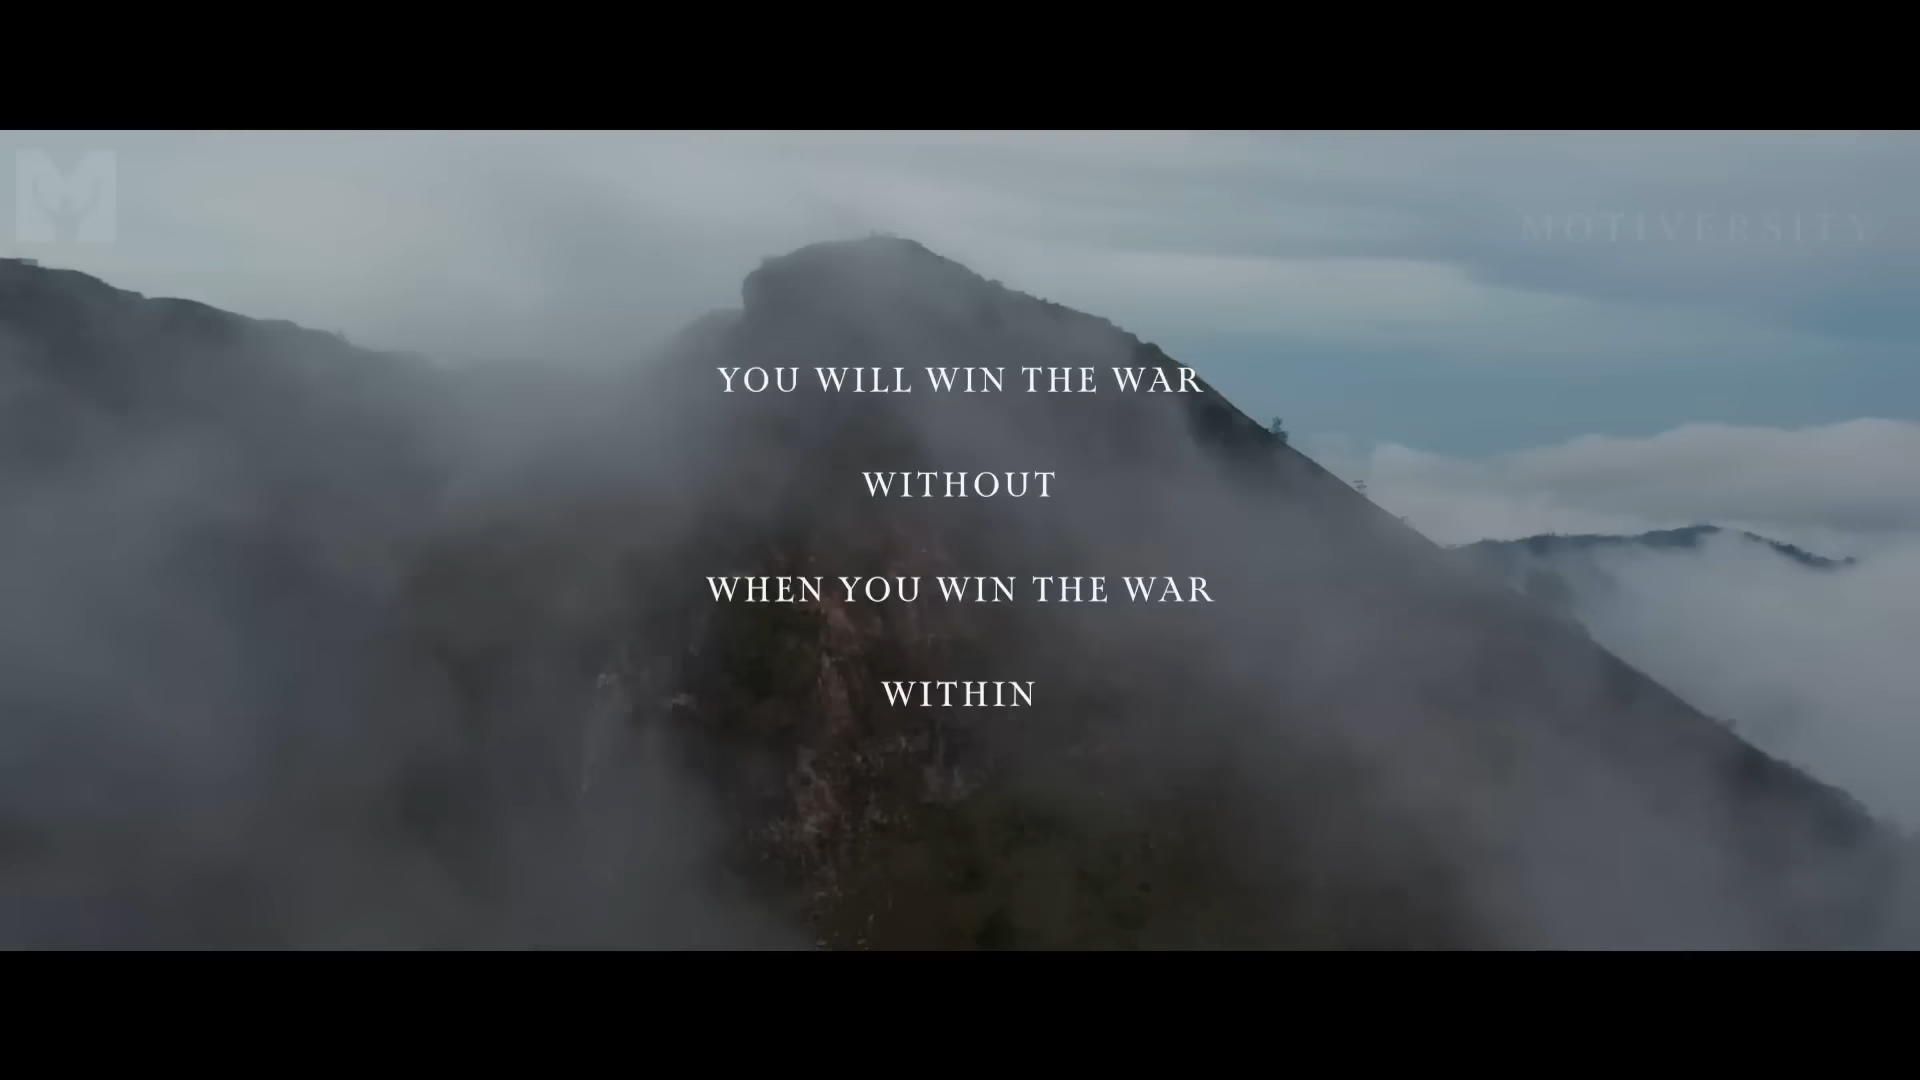 MOTIVERSITY
YOU WILL WIN THE WAR
WITHOUT
WHEN YOU WIN THE WAR
WITHIN